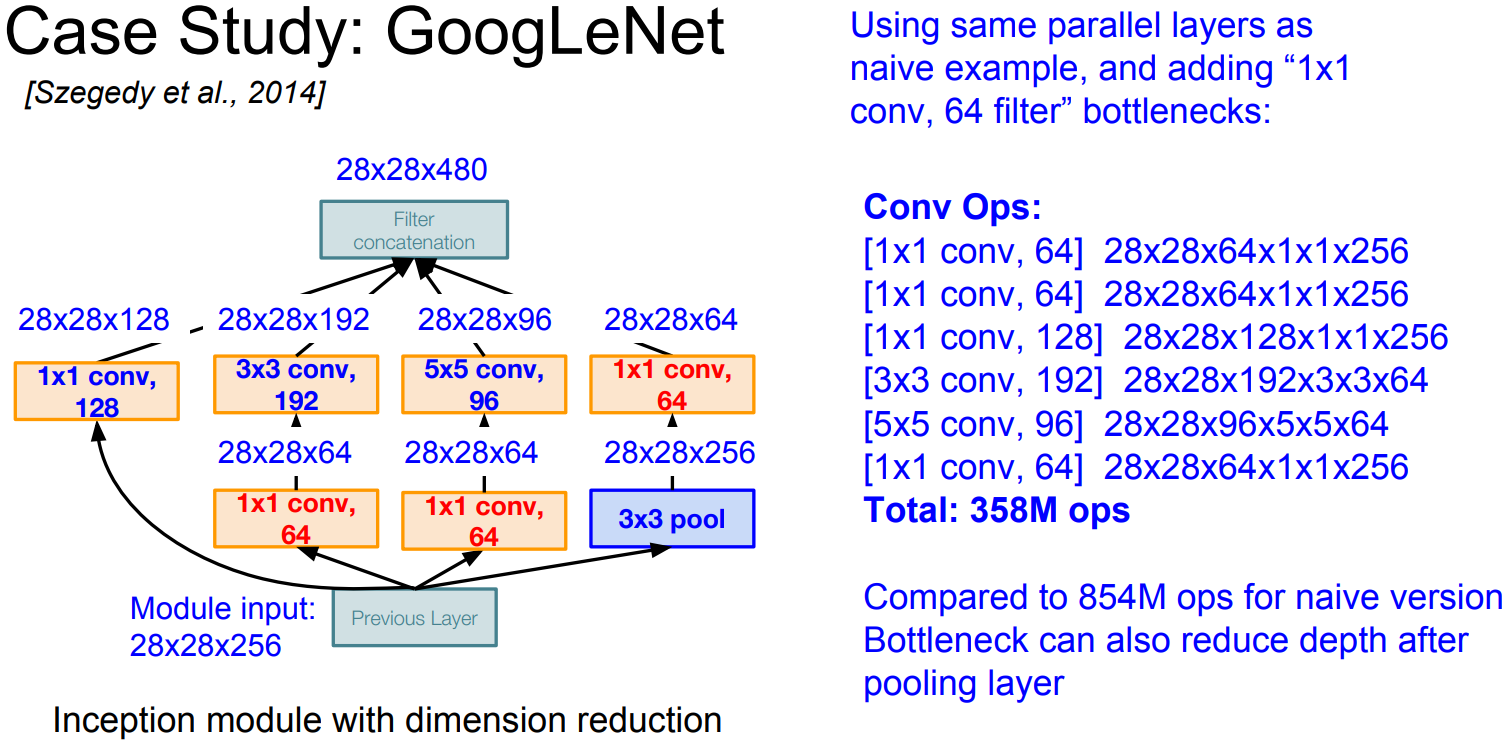 Case Study: GoogLeNet
[Szegedy et al., 2014]
28x28x480
Filter
concatenation
28x28x128
28x28x192
28x28x96
28x28x64
1x1 conv,
128
3x3 conv,
192
5x5 conv,
96
1x1 conv,
64
28x28x64
28x28x64
28x28x256
1x1 conv,
64
1x1 conv,
64
3x3 pool
Module input:
28x28x256
Previous Layer
Inception module with dimension reduction
Using same parallel layers as
naive example, and adding “1x1
conv, 64 filter” bottlenecks:
Conv Ops:
[1x1 conv, 64] 28x28x64x1x1x256
[1x1 conv, 64] 28x28x64x1x1x256
[1x1 conv, 128] 28x28x128x1x1x256
[3x3 conv, 192] 28x28x192x3x3x64
[5x5 conv, 96] 28x28x96x5x5x64
[1x1 conv, 64] 28x28x64x1x1x256
Total: 358M ops
Compared to 854M ops for naive version
Bottleneck can also reduce depth after
pooling layer